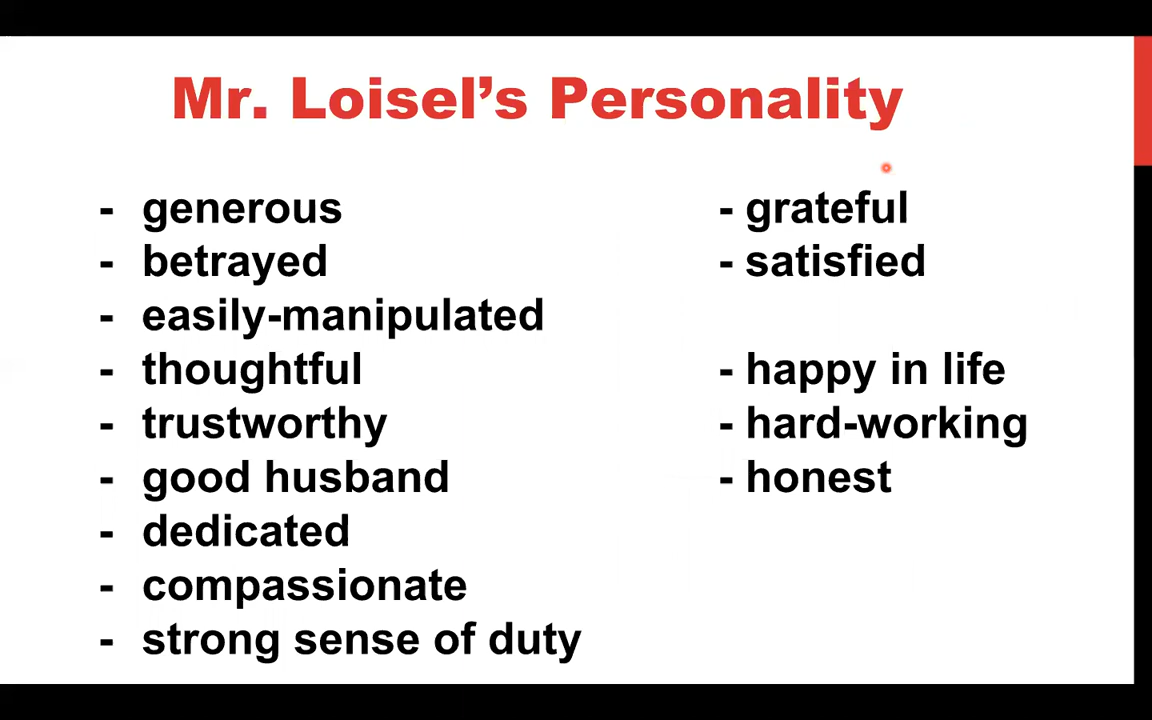 Mr. Loisel’s Personality
- generous
- betrayed
- easily-manipulated
- thoughtful
- trustworthy
- good husband
- dedicated
- compassionate
- strong sense of duty
- grateful
- satisfied
- happy in life
- hard-working
- honest